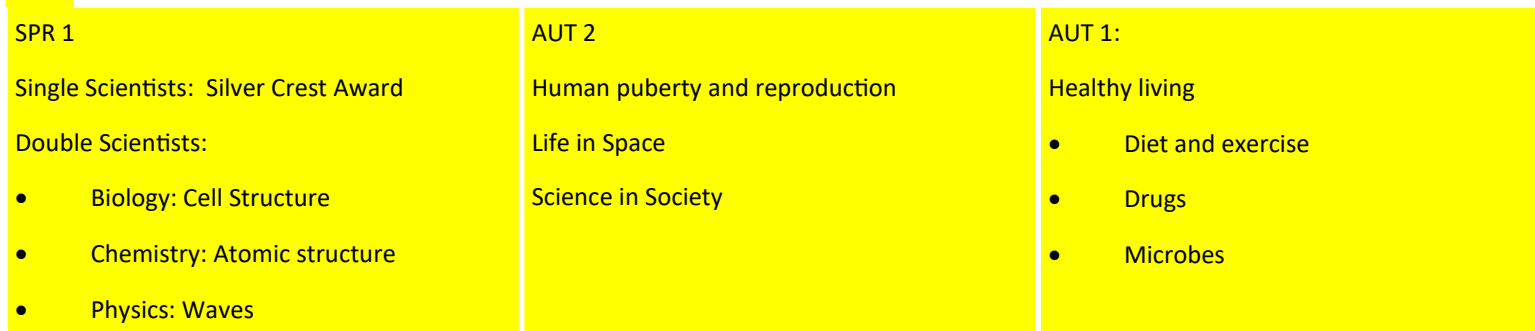 SPR 1
Single Scientists:  Silver Crest Award
Double Scientists:
• Biology: Cell Structure
• Chemistry: Atomic structure
• Physics: Waves
AUT 2
Human puberty and reproduction
Life in Space
Science in Society
AUT 1:
Healthy living
• Diet and exercise
• Drugs
• Microbes